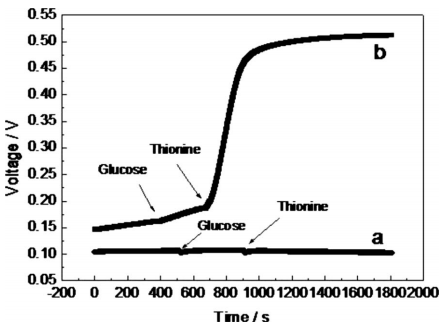 0.55
0.50
0.45
0.40
0.35
0.30
0.25
0.20
0.15
0.10
0.05
Voltage / V
b
Thionine
Glucose
Glucose
Thionine
a
-200 0 200 400 600 800 1000 1200 1400 1600 1800 2000
Time / s